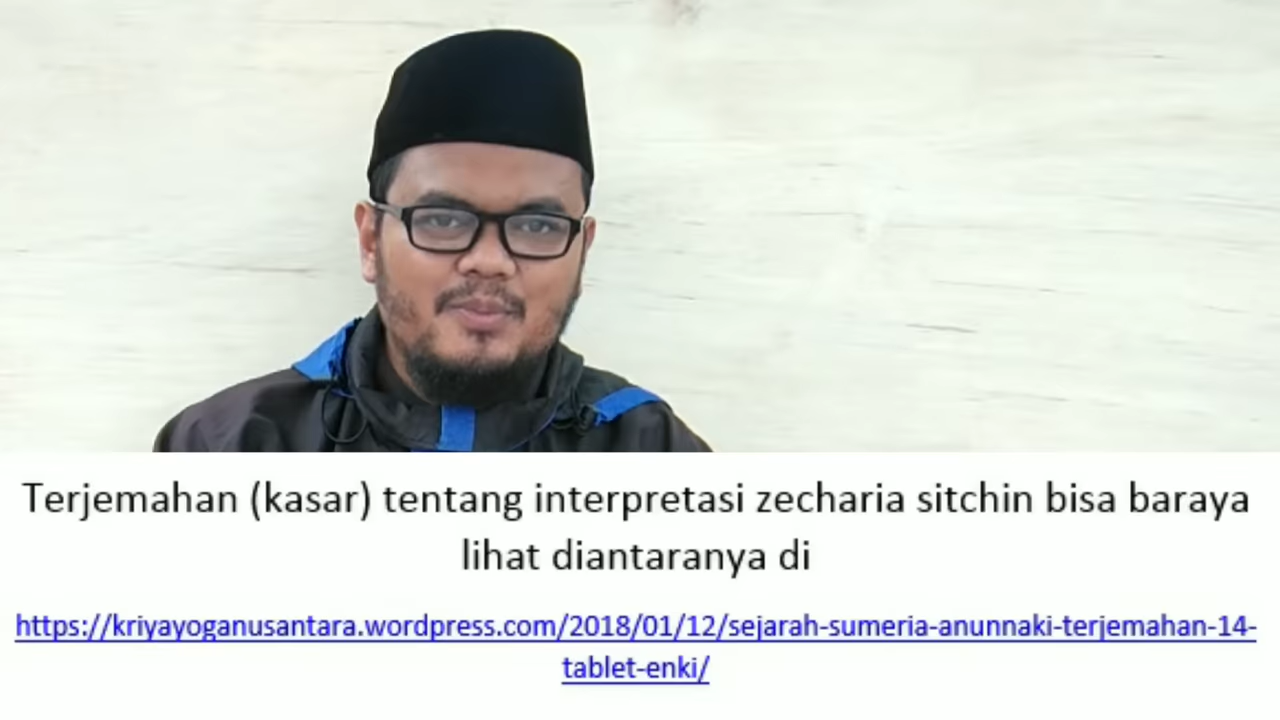 Terjemahan (kasar) tentang interpretasi zecharia sitchin bisa baraya
lihat diantaranya di
https://kriyayoganusantara.wordpress.com/2018/01/12/sejarah-sumeria-anunnaki-terjemahan-14-
tablet-enki/